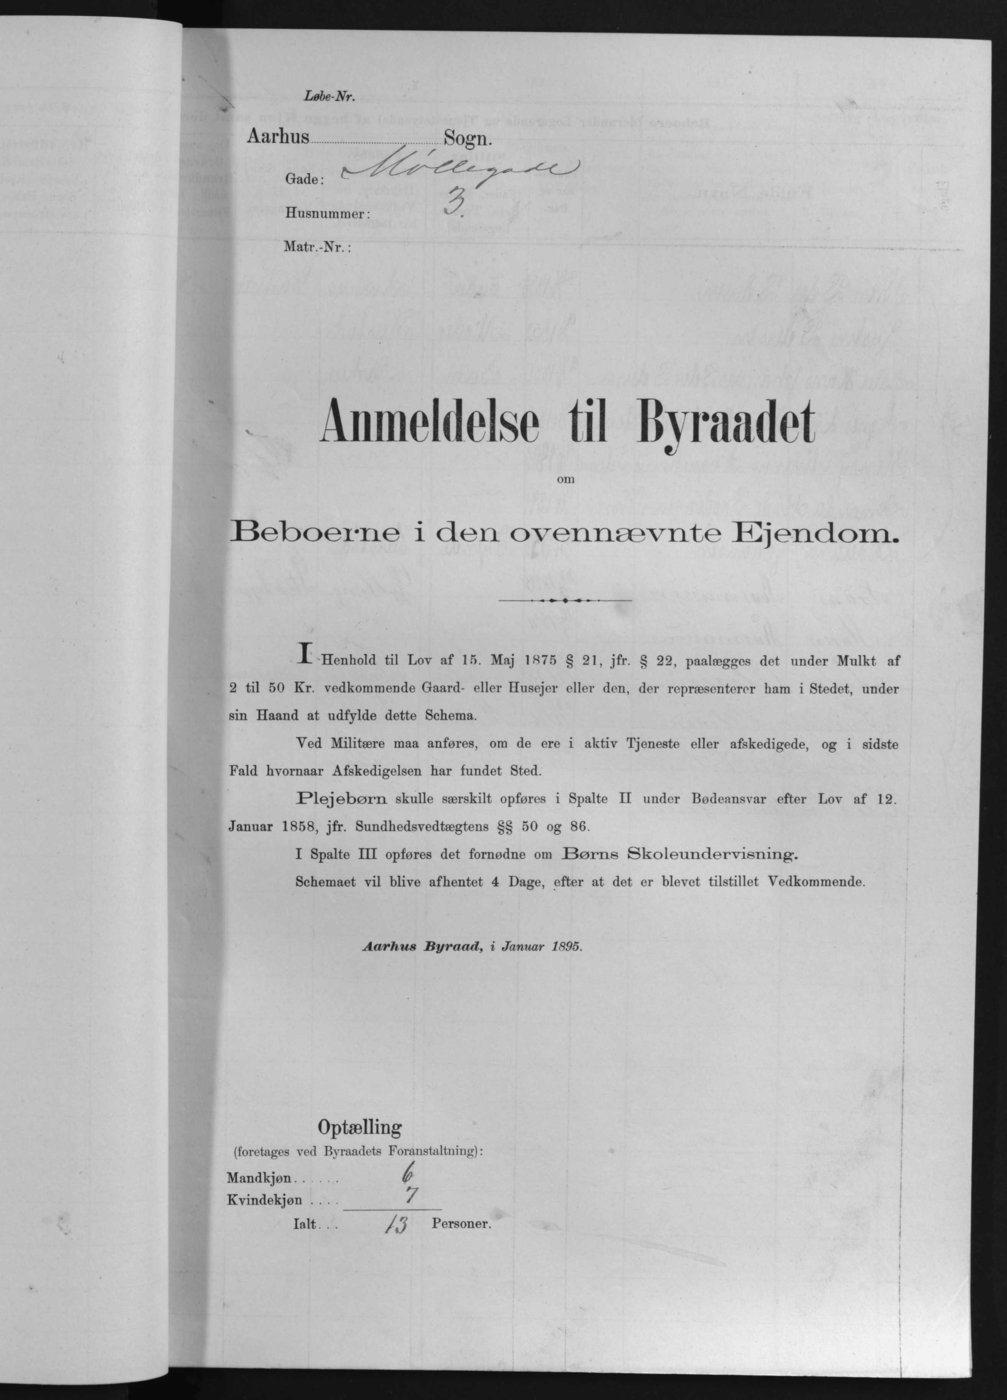 Løbe-Nr.
Aarhus Sogn.
Gade: Møllegade
Husnummer: 3.
Matr.-Nr.:
Anmeldelse til Byraadet
om
Beboerne i den ovennævnte Ejendom.
I Henhold til Lov af 15. Maj 1875 § 21, jfr. § 22, paalægges det under Mulkt af
2 til 50 Kr. vedkommende Gaard- eller Husejer eller den, der repræsenterer ham i Stedet, under
sin Haand at udfylde dette Schema.
Ved Militære maa anføres, om de ere i aktiv Tjeneste eller afskedigede, og i sidste
Fald hvornaar Afskedigelsen har fundet Sted.
Plejebørn skulle særskilt opføres i Spalte II under Bødeansvar efter Lov af 12.
Januar 1858, jfr. Sundhedsvedtægtens §§ 50 og 86.
I Spalte III opføres det fornødne om Børns Skoleundervisning.
Schemaet vil blive afhentet 4 Dage, efter at det er blevet tilstillet Vedkommende.
Aarhus Byraad, i Januar 1895.
Optælling
(foretages ved Byraadets Foranstaltning):
Mandkjøn...... 6
Kvindekjøn .... 7
Ialt... 13 Personer.